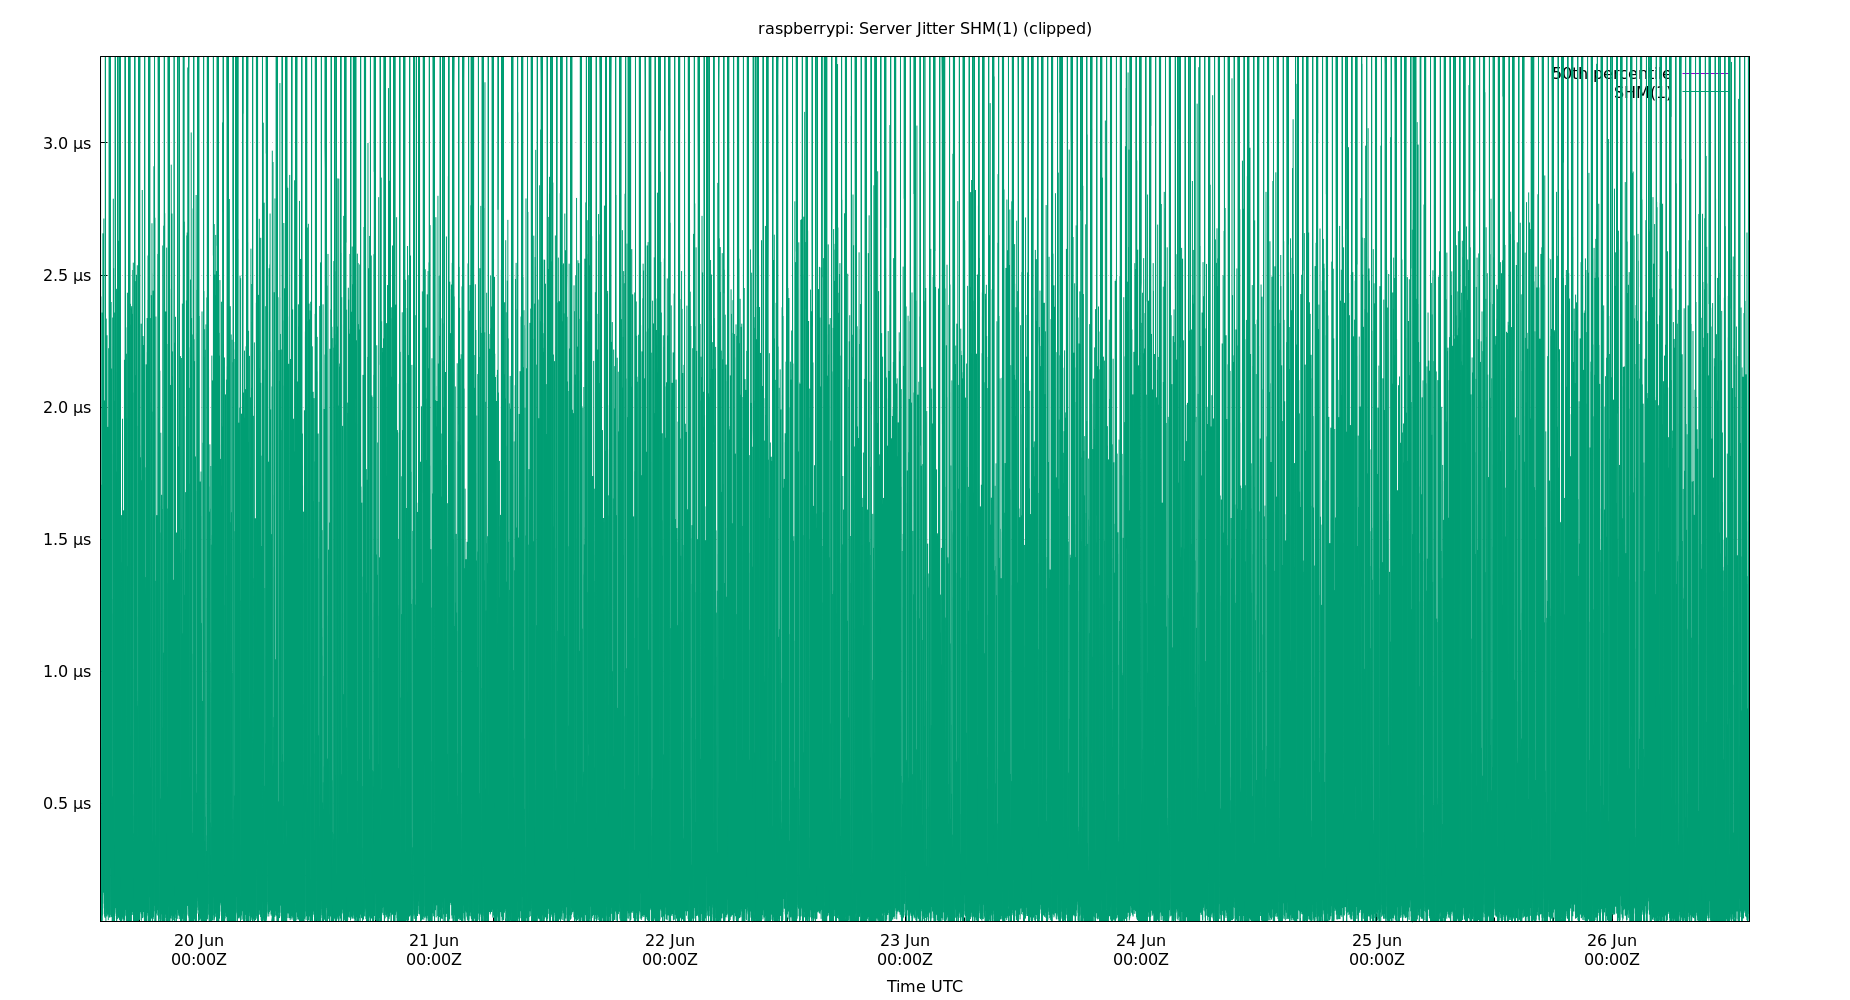 raspberrypi: Server Jitter SHM(1) (clipped)
50th percentile
SHM(1)
3.0 µs
2.5 µs
2.0 µs
1.5 µs
1.0 µs
0.5 µs
20 Jun 21 Jun 22 Jun 23 Jun 24 Jun 25 Jun 26 Jun
00:00Z 00:00Z 00:00Z 00:00Z 00:00Z 00:00Z 00:00Z
Time UTC